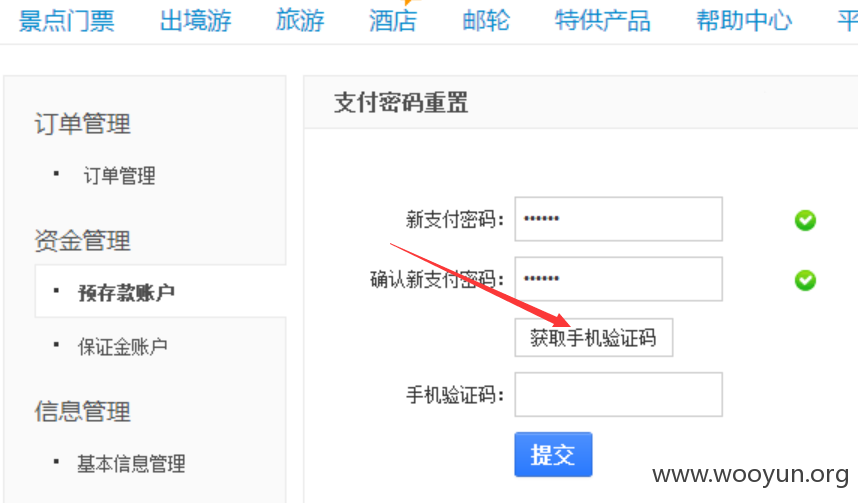 景点门票 出境游 旅游 酒店 邮轮 特供产品 帮助中心 平
订单管理
· 订单管理
资金管理
· 预存款账户
· 保证金账户
信息管理
· 基本信息管理
支付密码重置
新支付密码: ••••••
确认新支付密码: ••••••
获取手机验证码
手机验证码:
提交
www.wooyun.org